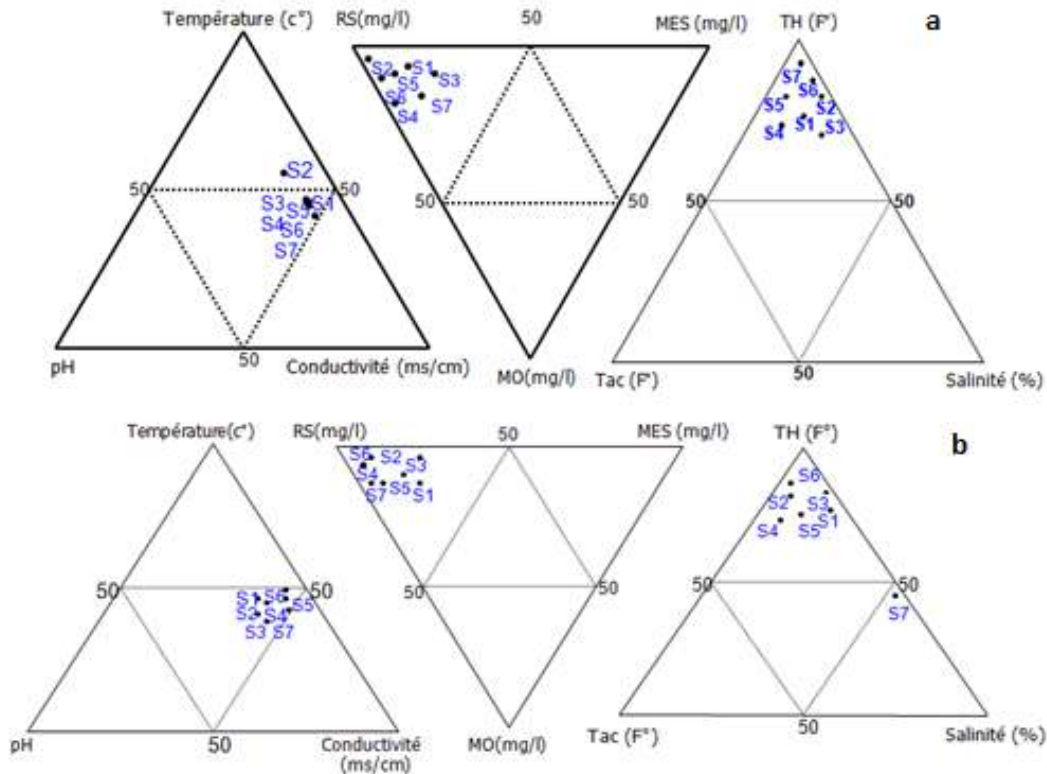 Température (c°)
RS(mg/l)
50
MES (mg/l)
TH (F°)
a
S2
S1
S5
S3
S6
S7
S4
S7
S6
S5
S2
S4
S1
S3
S2
50
50
S3
S5
S1
S4
S6
S7
50
50
50
50
pH
50
Conductivité (ms/cm)
MO(mg/l)
Tac (F°)
50
Salinité (%)
Température(c°)
RS(mg/l)
50
MES (mg/l)
TH (F°)
b
S6
S2
S3
S4
S7
S5
S1
S6
S2
S3
S4
S5
S1
50
50
S1
S6
S2
S4
S5
S3
S7
50
50
50
50
S7
pH
50
Conductivité
(ms/cm)
MO(mg/l)
Tac (F°)
50
Salinité (%)